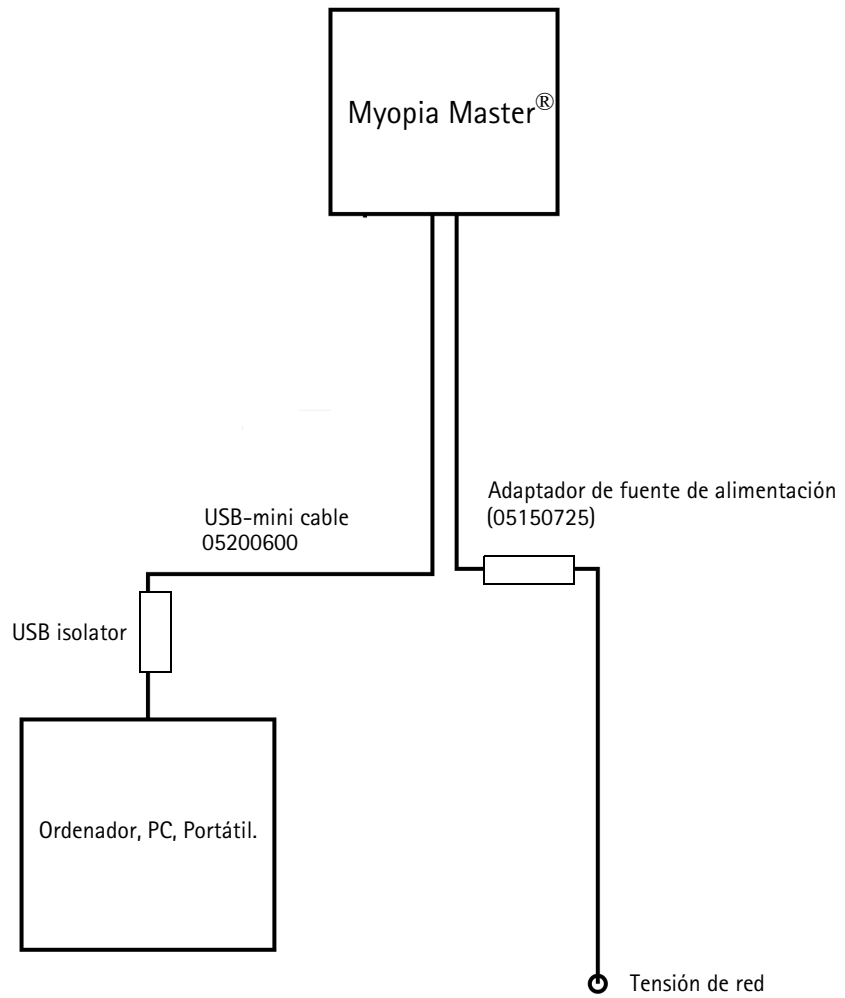 Myopia Master®
Adaptador de fuente de alimentación
(05150725)
USB-mini cable
05200600
USB isolator
Ordenador, PC, Portátil.
Tensión de red